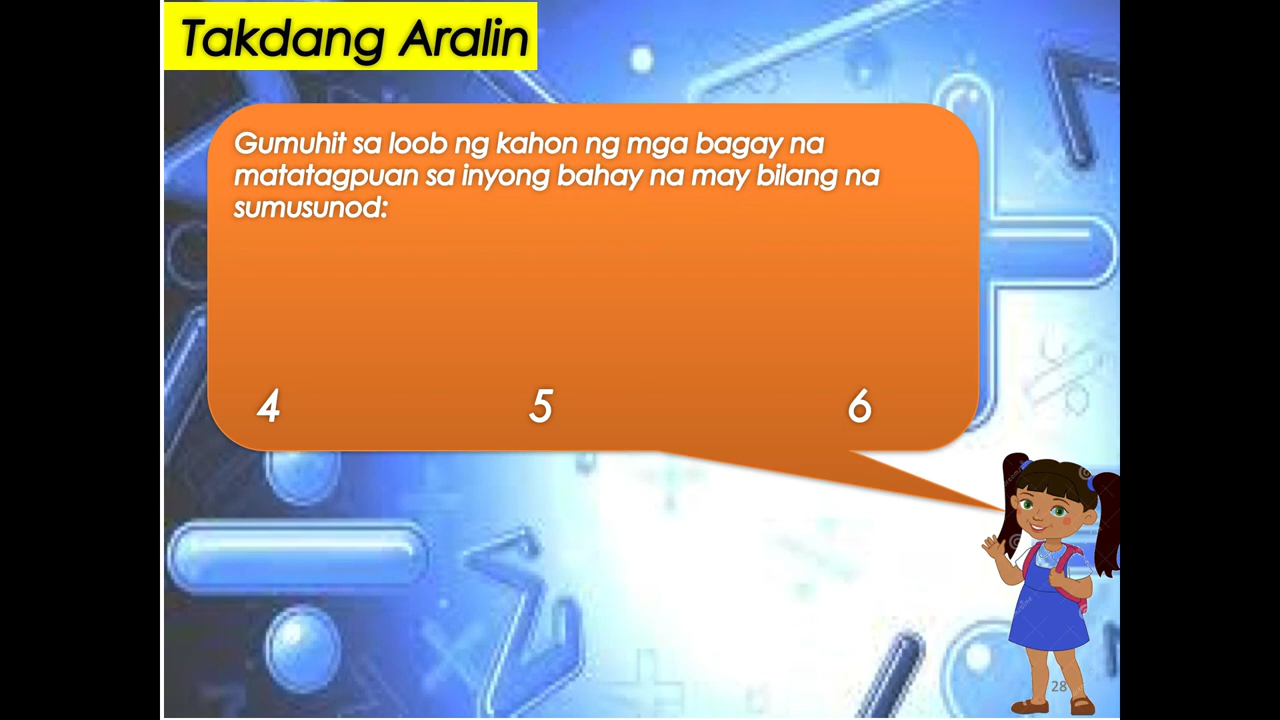 Takdang Aralin
Gumuhit sa loob ng kahon ng mga bagay na
matatagpuan sa inyong bahay na may bilang na
sumusunod:
4 5 6
28